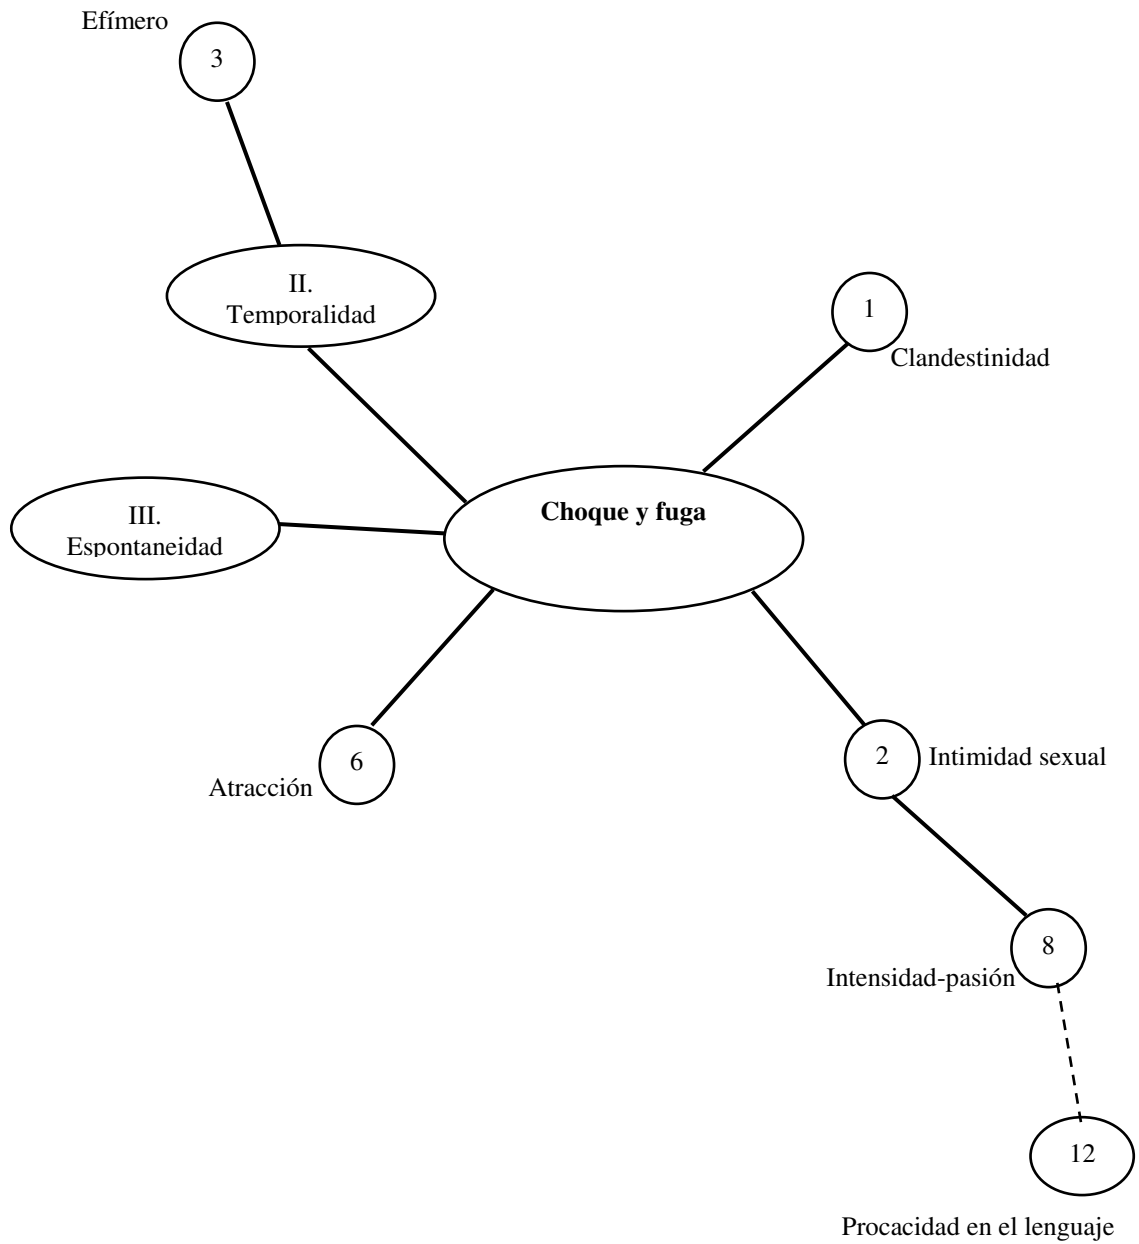 Efímero
3
II.
Temporalidad
1
Clandestinidad
Choque y fuga
III.
Espontaneidad
6
Atracción
2
Intimidad sexual
8
Intensidad-pasión
12
Procacidad en el lenguaje